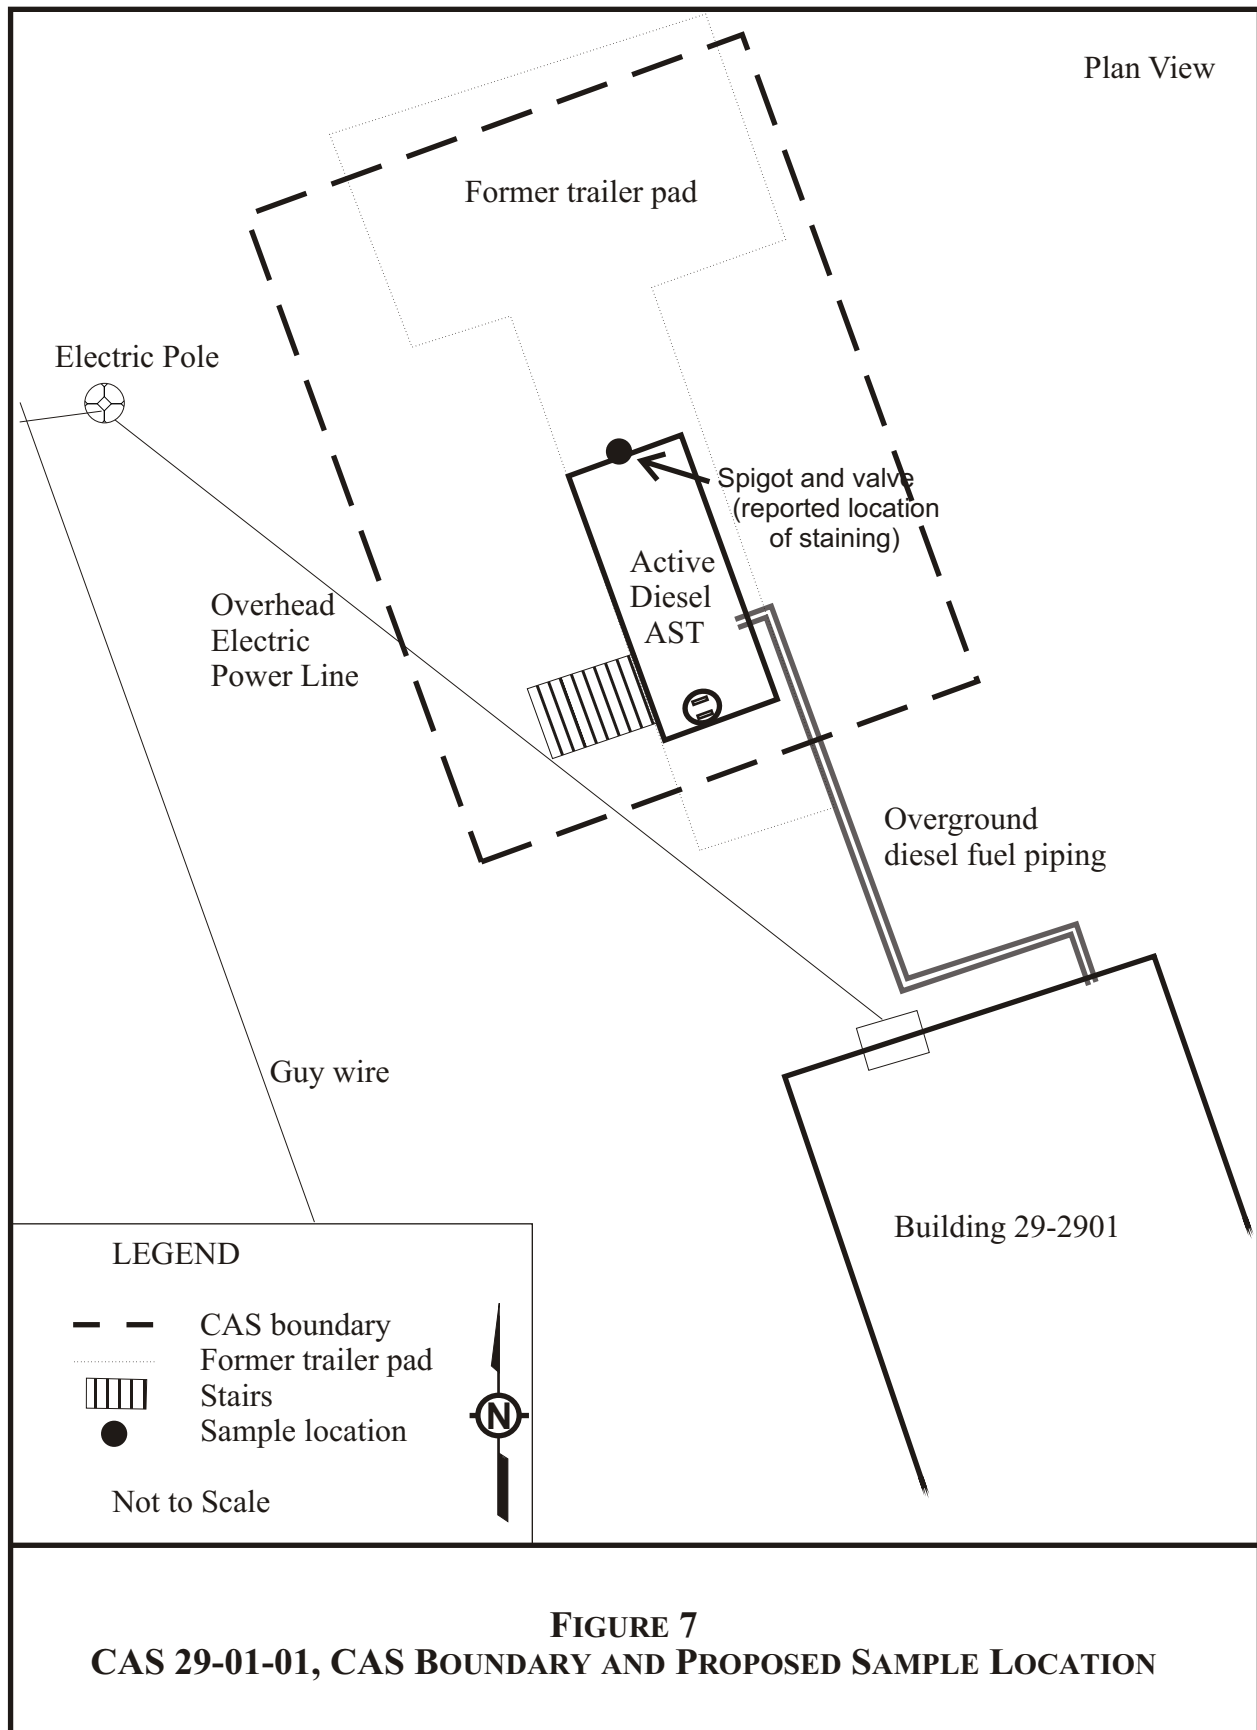 Plan View
Former trailer pad
Electric Pole
Spigot and valve
(reported location
of staining)
Active
Diesel
AST
Overhead
Electric
Power Line
Overground
diesel fuel piping
Guy wire
Building 29-2901
LEGEND
CAS boundary
Former trailer pad
Stairs
Sample location
N
Not to Scale
FIGURE 7
CAS 29-01-01, CAS BOUNDARY AND PROPOSED SAMPLE LOCATION